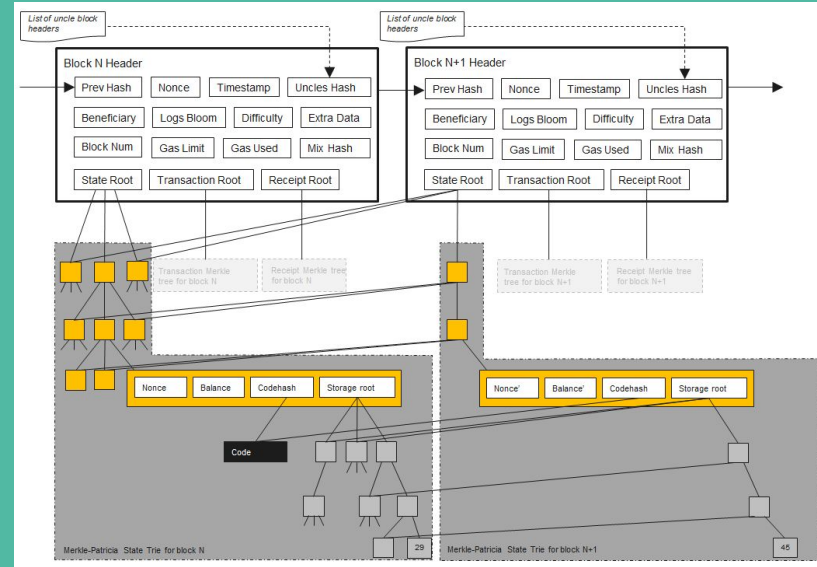 List of uncle block
headers
List of uncle block
headers
Block N Header
Prev Hash
Nonce
Timestamp
Uncles Hash
Beneficiary
Logs Bloom
Difficulty
Extra Data
Block Num
Gas Limit
Gas Used
Mix Hash
State Root
Transaction Root
Receipt Root
Block N+1 Header
Prev Hash
Nonce
Timestamp
Uncles Hash
Beneficiary
Logs Bloom
Difficulty
Extra Data
Block Num
Gas Limit
Gas Used
Mix Hash
State Root
Transaction Root
Receipt Root
Transaction Merkle
tree for block N
Receipt Merkle tree
for block N
Transaction Merkle
tree for block N+1
Receipt Merkle tree
for block N+1
Nonce
Balance
Codehash
Storage root
Nonce'
Balance'
Codehash
Storage root
Code
29
45
Merkle-Patricia State Trie for block N
Merkle-Patricia State Trie for block N+1